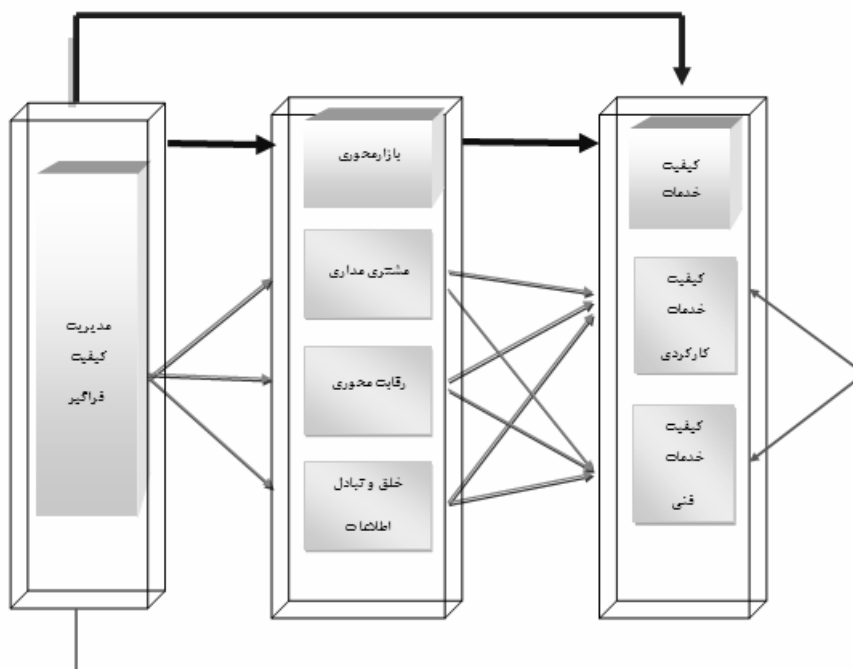 کیفیت
خدمات
بازارمحوری
کیفیت
خدمات
کارکردی
مشتری مداری
مدیریت
کیفیت
فراگیر
رقابت محوری
کیفیت
خدمات
فنی
خلق و تبادل
اطلاعات